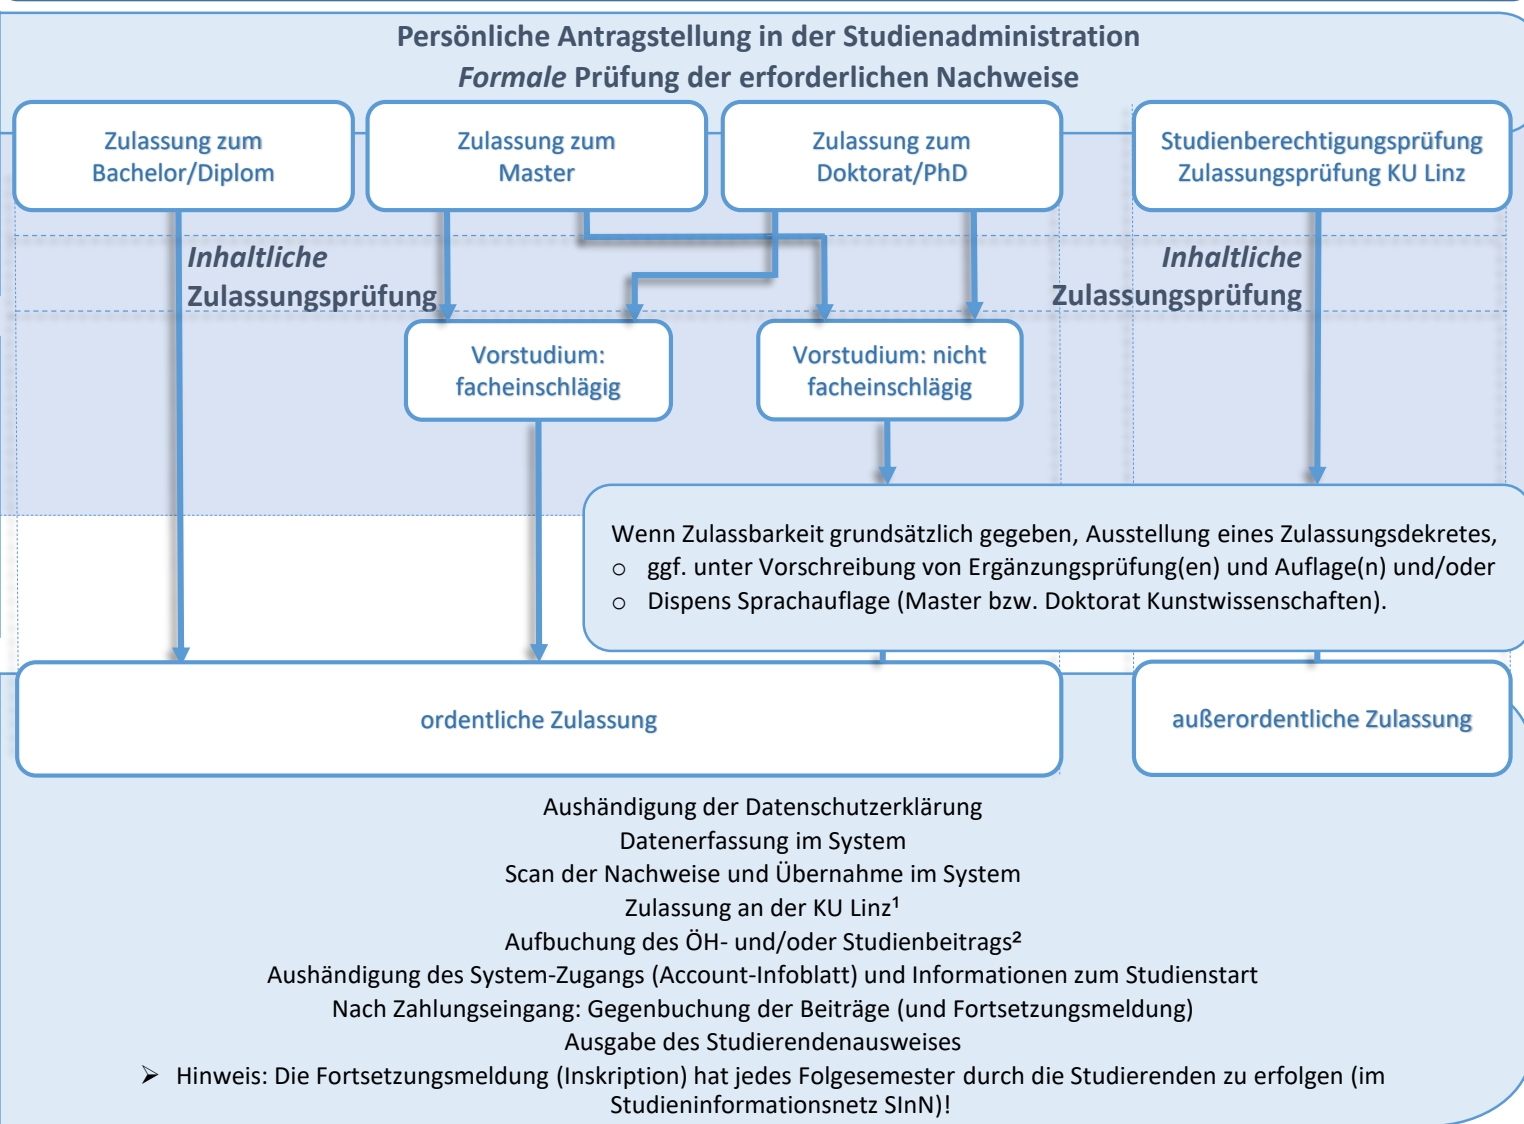 Persönliche Antragstellung in der Studienadministration
Formale Prüfung der erforderlichen Nachweise
Zulassung zum
Bachelor/Diplom
Zulassung zum
Master
Zulassung zum
Doktorat/PhD
Studienberechtigungsprüfung
Zulassungsprüfung KU Linz
Inhaltliche
Zulassungsprüfung
Inhaltliche
Zulassungsprüfung
Vorstudium:
facheinschlägig
Vorstudium: nicht
facheinschlägig
Wenn Zulassbarkeit grundsätzlich gegeben, Ausstellung eines Zulassungsdekretes,
o ggf. unter Vorschreibung von Ergänzungsprüfung(en) und Auflage(n) und/oder
o Dispens Sprachauflage (Master bzw. Doktorat Kunstwissenschaften).
ordentliche Zulassung
außerordentliche Zulassung
Aushändigung der Datenschutzerklärung
Datenerfassung im System
Scan der Nachweise und Übernahme im System
Zulassung an der KU Linz¹
Aufbuchung des ÖH- und/oder Studienbeitrags²
Aushändigung des System-Zugangs (Account-Infoblatt) und Informationen zum Studienstart
Nach Zahlungseingang: Gegenbuchung der Beiträge (und Fortsetzungsmeldung)
Ausgabe des Studierendenausweises
➢ Hinweis: Die Fortsetzungsmeldung (Inskription) hat jedes Folgesemester durch die Studierenden zu erfolgen (im
Studieninformationsnetz SInN)!